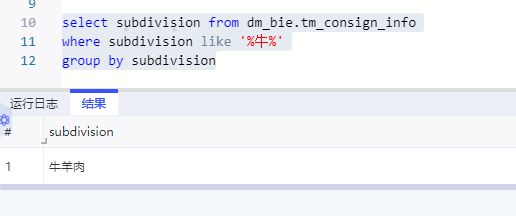 9
10 select subdivision from dm_bie.tm_consign_info
11 where subdivision like '%牛%'
12 group by subdivision
运行日志 结果
# subdivision
1 牛羊肉